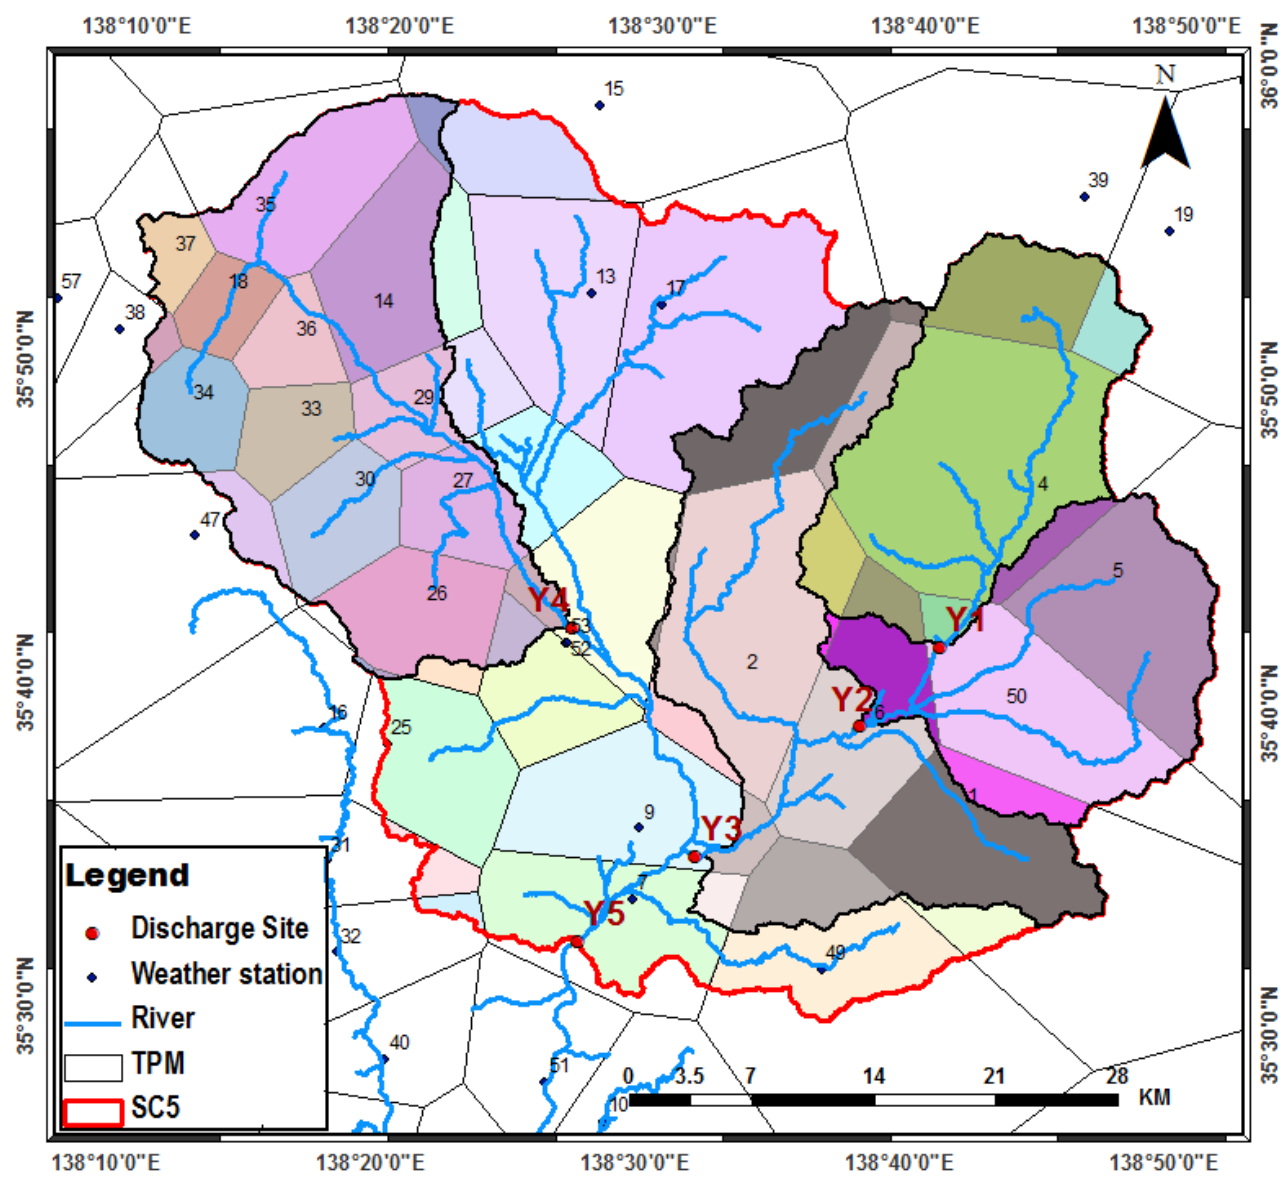 138°10'0"E 138°20'0"E 138°30'0"E 138°40'0"E 138°50'0"E
36°0'0"N
N
15
39
19
35
37
57
18
13
17
14
38
36
35°50'0"N
35°50'0"N
34
33
29
30
27
4
47
5
26
Y4
53
52
Y1
2
50
35°40'0"N
35°40'0"N
16
25
Y2
6
1
9
Y3
31
7
Y5
32
49
Legend
Discharge Site
Weather station
River
TPM
SC5
35°30'0"N
35°30'0"N
40
51
10
0 3.5 7 14 21 28
KM
138°10'0"E 138°20'0"E 138°30'0"E 138°40'0"E 138°50'0"E